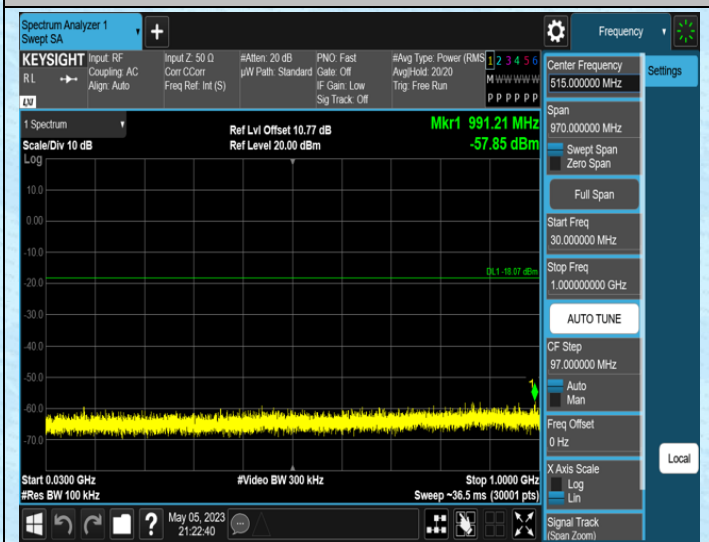 Spectrum Analyzer 1
Swept SA
+
Frequency
KEYSIGHT
RL
LXI
Input: RF
Coupling: AC
Align: Auto
Input Z: 50 Ω
Corr CCorr
Freq Ref: Int (S)
#Atten: 20 dB
µW Path: Standard
PNO: Fast
Gate: Off
IF Gain: Low
Sig Track: Off
#Avg Type: Power (RMS
Avg|Hold: 20/20
Trig: Free Run
1 2 3 4 5 6
M W W W W W
P P P P P P
Center Frequency
515.000000 MHz
Settings
Span
970.000000 MHz
Swept Span
Zero Span
Full Span
Start Freq
30.000000 MHz
Stop Freq
1.000000000 GHz
AUTO TUNE
CF Step
97.000000 MHz
Auto
Man
Freq Offset
0 Hz
X Axis Scale
Log
Lin
Signal Track
(Span Zoom)
Local
1 Spectrum
Scale/Div 10 dB
Ref Lvl Offset 10.77 dB
Ref Level 20.00 dBm
Mkr1 991.21 MHz
-57.85 dBm
Log
10.0
0.00
-10.0
DL1 -18.07 dBm
-20.0
-30.0
-40.0
-50.0
1
-60.0
-70.0
Start 0.0300 GHz
#Video BW 300 kHz
Stop 1.0000 GHz
#Res BW 100 kHz
Sweep ~36.5 ms (30001 pts)
?
May 05, 2023
21:22:40